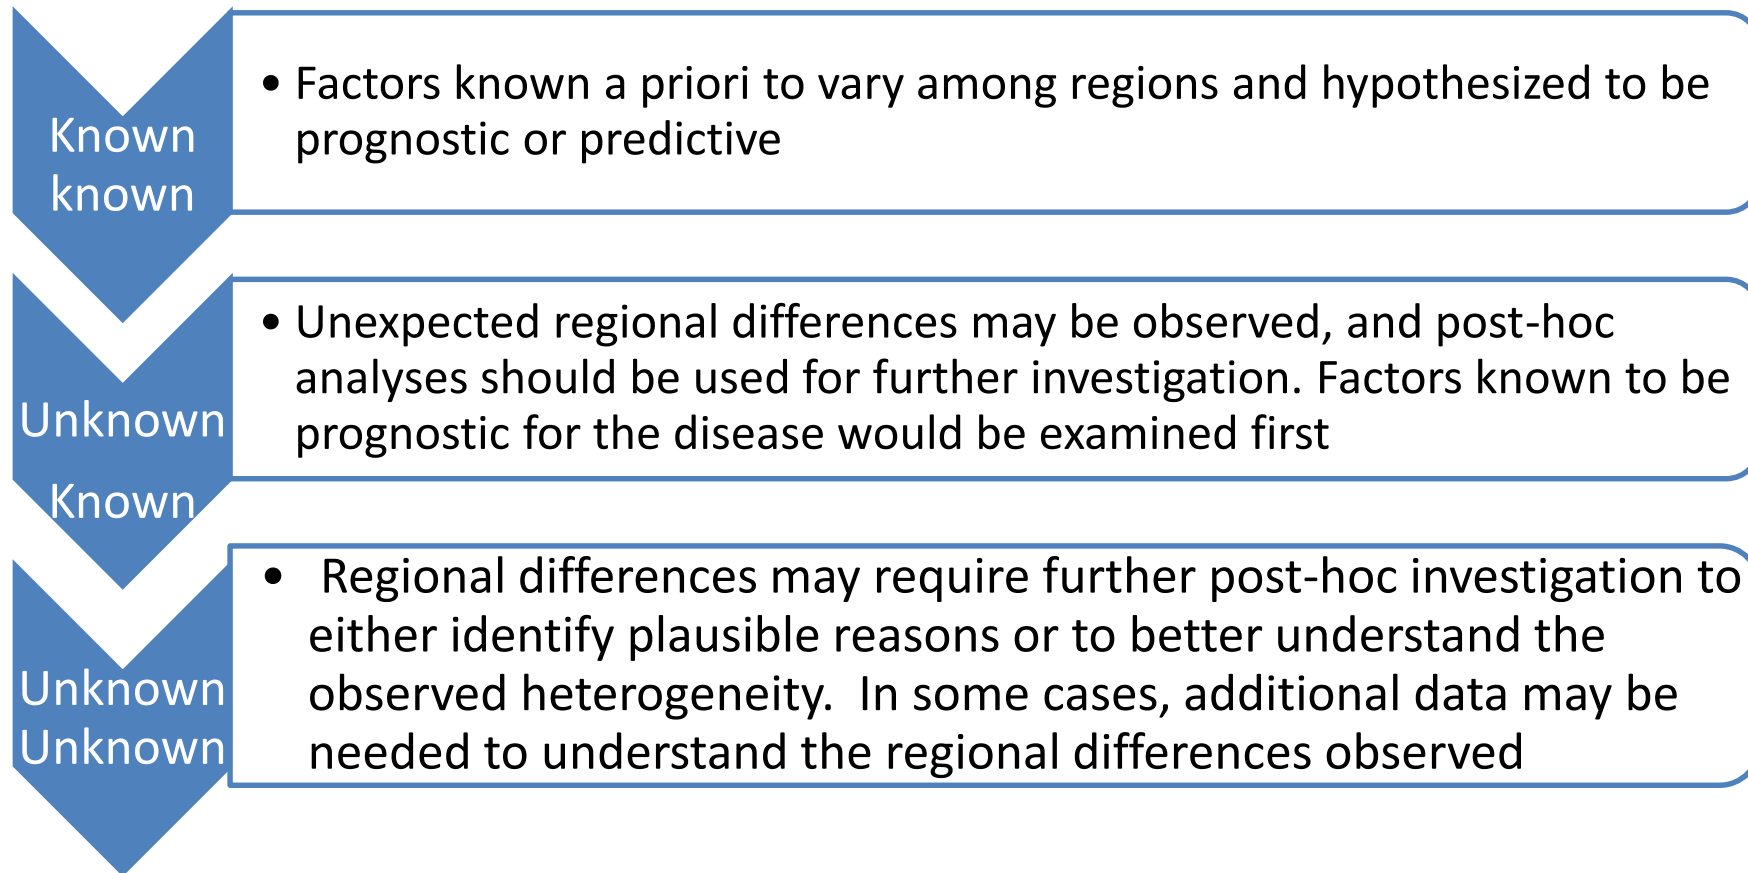 Known
known
• Factors known a priori to vary among regions and hypothesized to be
prognostic or predictive
Unknown
Known
• Unexpected regional differences may be observed, and post-hoc
analyses should be used for further investigation. Factors known to be
prognostic for the disease would be examined first
Unknown
Unknown
• Regional differences may require further post-hoc investigation to
either identify plausible reasons or to better understand the
observed heterogeneity. In some cases, additional data may be
needed to understand the regional differences observed